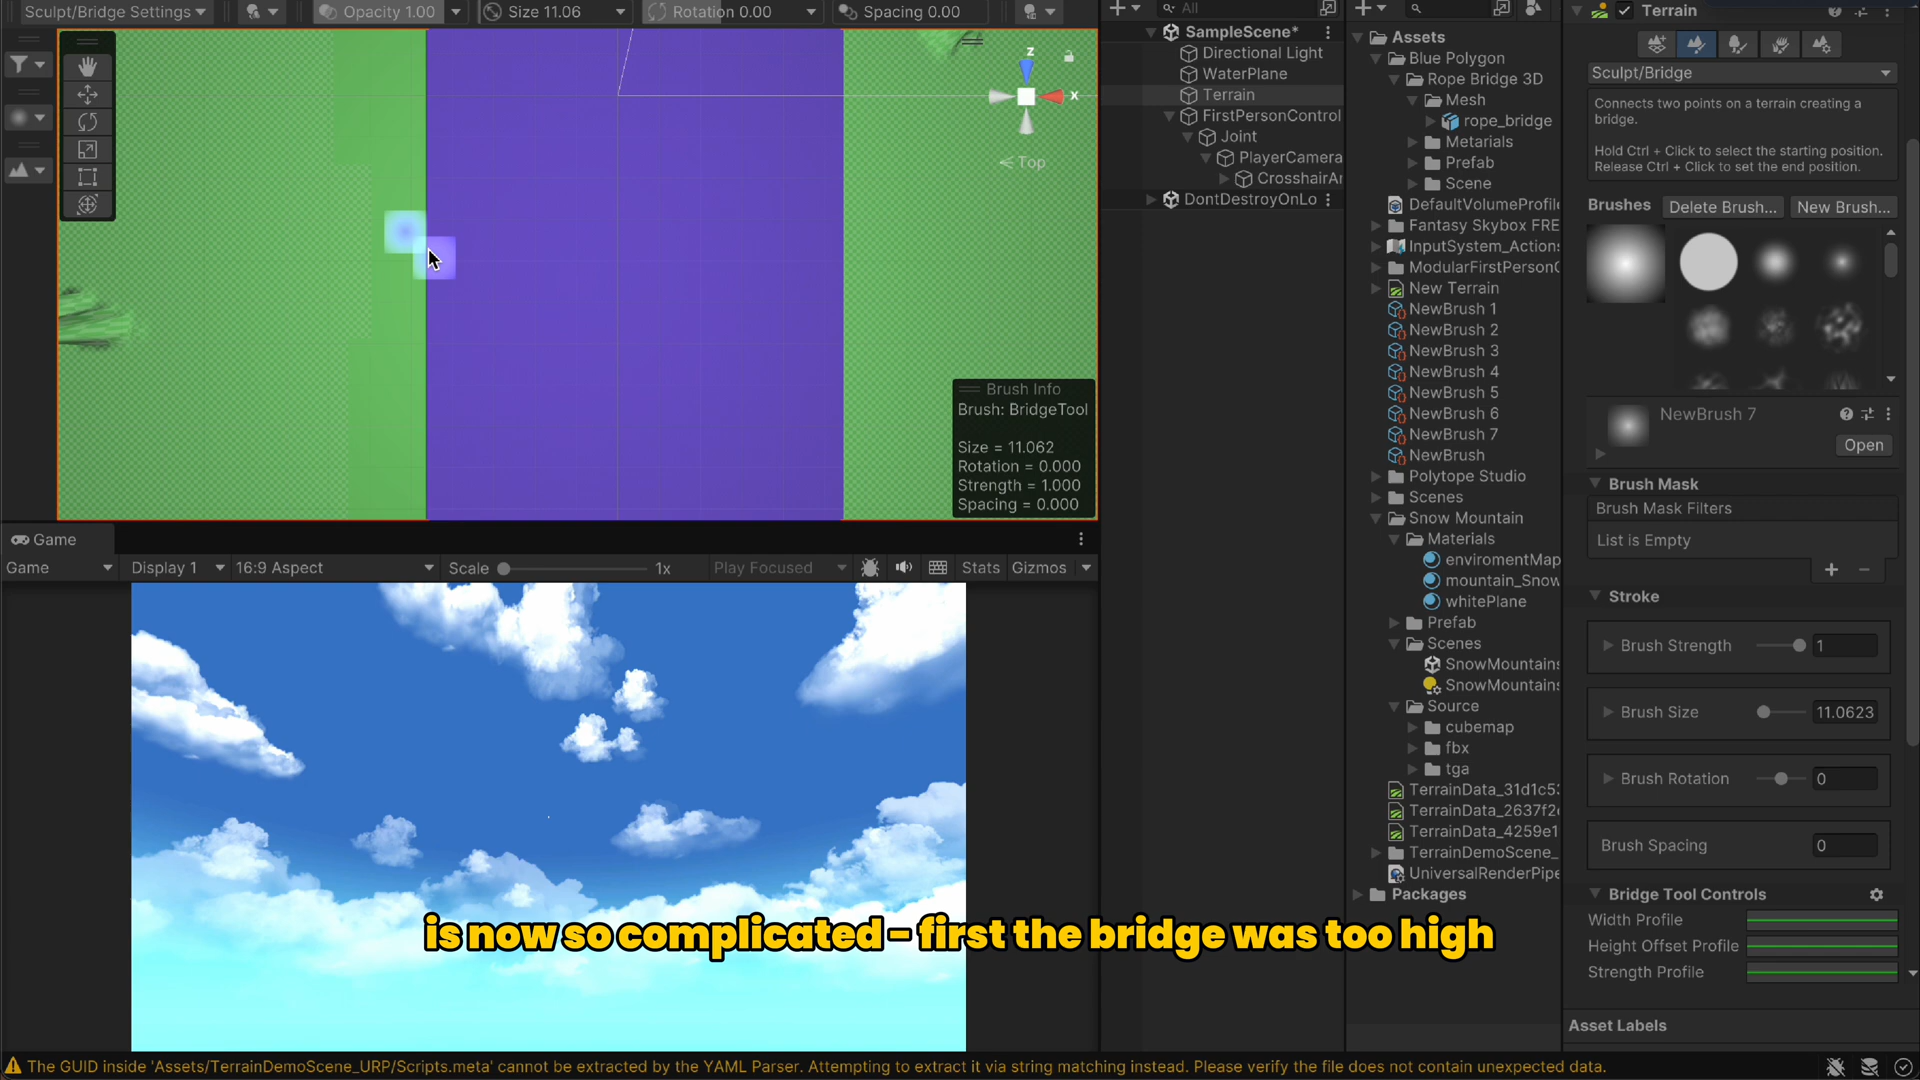 Sculpt/Bridge Settings
Opacity 1.00
Size 11.06
Rotation 0.00
Spacing 0.00
z
x
Top
Brush Info
Brush: BridgeTool
Size = 11.062
Rotation = 0.000
Strength = 1.000
Spacing = 0.000
Game
Game
Display 1
16:9 Aspect
Scale
1x
Play Focused
Stats
Gizmos
All
SampleScene*
Directional Light
WaterPlane
Terrain
FirstPersonControl
Joint
PlayerCamera
CrosshairAr
DontDestroyOnLo
Assets
Blue Polygon
Rope Bridge 3D
Mesh
rope_bridge
Metarials
Prefab
Scene
DefaultVolumeProfile
Fantasy Skybox FRE
InputSystem_Actions
ModularFirstPersonC
New Terrain
NewBrush 1
NewBrush 2
NewBrush 3
NewBrush 4
NewBrush 5
NewBrush 6
NewBrush 7
NewBrush
Polytope Studio
Scenes
Snow Mountain
Materials
enviromentMap
mountain_Snow
whitePlane
Prefab
Scenes
SnowMountains
SnowMountains
Source
cubemap
fbx
tga
TerrainData_31d1c5
TerrainData_2637f2
TerrainData_4259e1
TerrainDemoScene_
UniversalRenderPipe
Packages
Terrain
Sculpt/Bridge
Connects two points on a terrain creating a
bridge.
Hold Ctrl + Click to select the starting position.
Release Ctrl + Click to set the end position.
Brushes
Delete Brush...
New Brush...
NewBrush 7
Open
Brush Mask
Brush Mask Filters
List is Empty
Stroke
Brush Strength
1
Brush Size
11.0623
Brush Rotation
0
Brush Spacing
0
Bridge Tool Controls
Width Profile
Height Offset Profile
Strength Profile
Asset Labels
is now so complicated - first the bridge was too high
The GUID inside 'Assets/TerrainDemoScene_URP/Scripts.meta' cannot be extracted by the YAML Parser. Attempting to extract it via string matching instead. Please verify the file does not contain unexpected data.